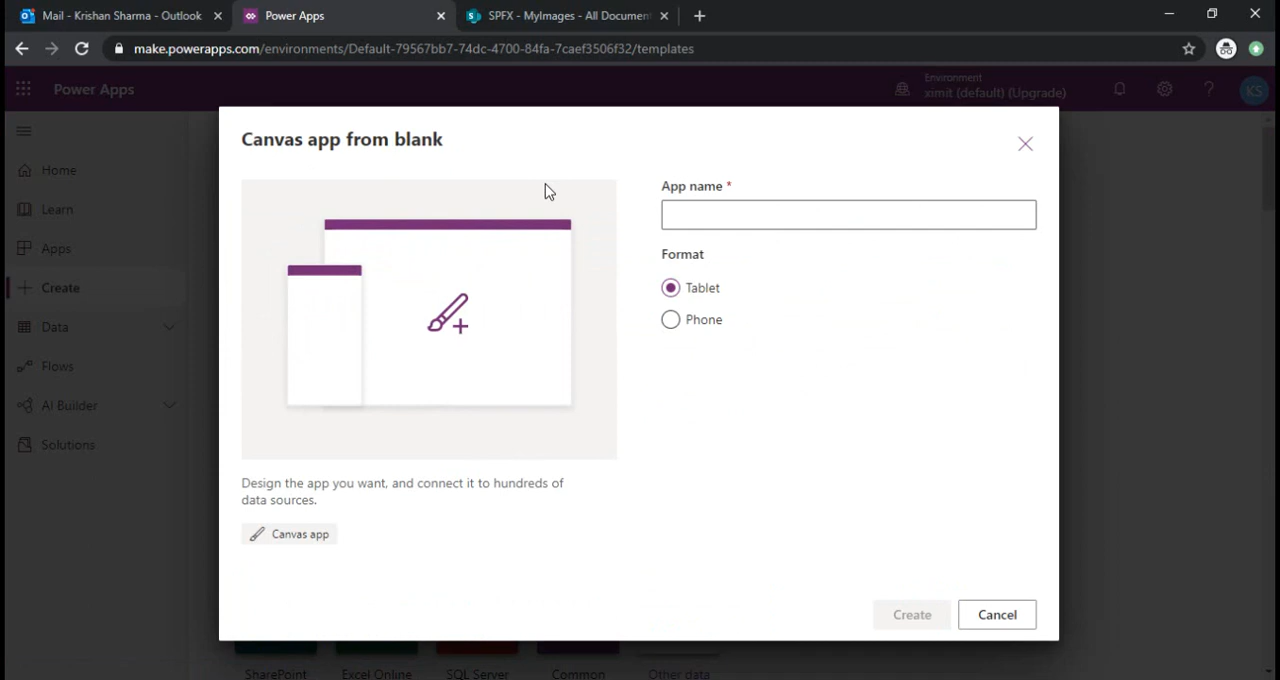 Mail - Krishan Sharma - Outlook
Power Apps
SPFX - MyImages - All Document
make.powerapps.com/environments/Default-79567bb7-74dc-4700-84fa-7caef3506f32/templates
Power Apps
Environment
ximit (default) (Upgrade)
KS
Home
Learn
Apps
Create
Data
Flows
AI Builder
Solutions
Canvas app from blank
App name *
Format
Tablet
Phone
Design the app you want, and connect it to hundreds of
data sources.
Canvas app
Create
Cancel
SharePoint
Excel Online
SQL Server
Common
Other data